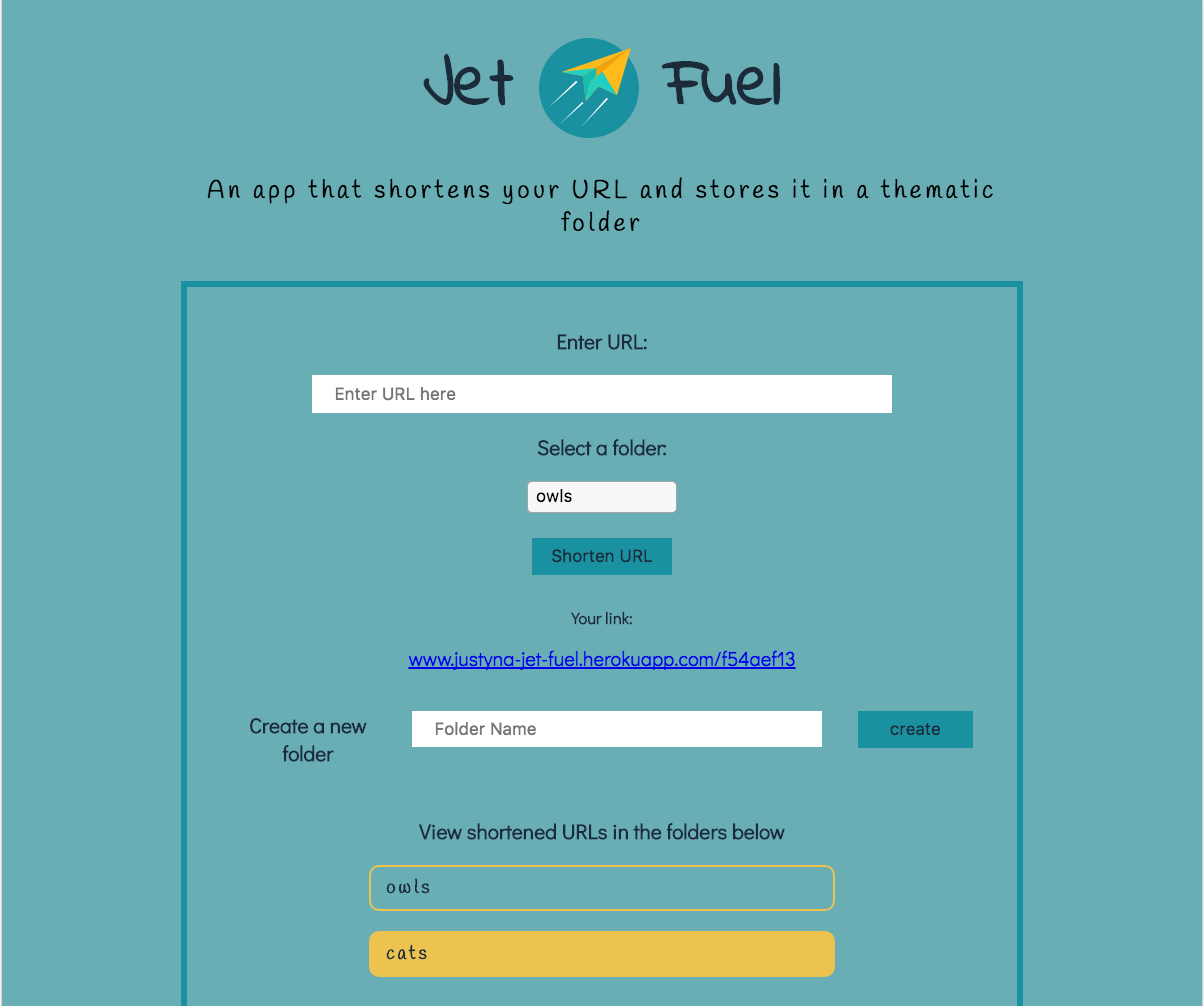 Jet Fuel
An app that shortens your URL and stores it in a thematic
folder
Enter URL:
Enter URL here
Select a folder:
owls
Shorten URL
Your link:
www.justyna-jet-fuel.herokuapp.com/f54aef13
Create a new
folder
Folder Name
create
View shortened URLs in the folders below
owls
cats